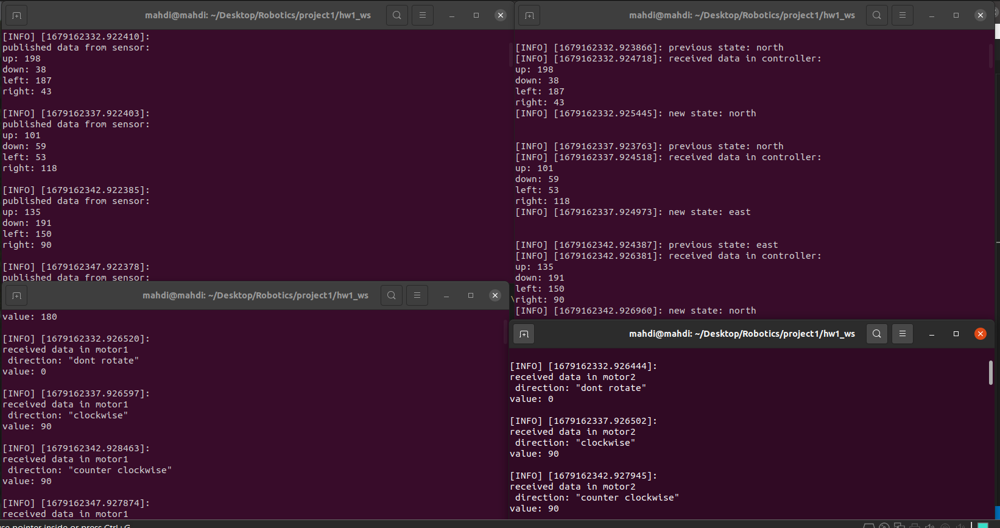 mahdi@mahdi: ~/Desktop/Robotics/project1/hw1_ws
[INFO] [1679162332.922410]:
published data from sensor:
up: 198
down: 38
left: 187
right: 43
[INFO] [1679162337.922403]:
published data from sensor:
up: 101
down: 59
left: 53
right: 118
[INFO] [1679162342.922385]:
published data from sensor:
up: 135
down: 191
left: 150
right: 90
[INFO] [1679162347.922378]:
published data from sensor:
mahdi@mahdi: ~/Desktop/Robotics/project1/hw1_ws
[INFO] [1679162332.923866]: previous state: north
[INFO] [1679162332.924718]: received data in controller:
up: 198
down: 38
left: 187
right: 43
[INFO] [1679162332.925445]: new state: north
[INFO] [1679162337.923763]: previous state: north
[INFO] [1679162337.924518]: received data in controller:
up: 101
down: 59
left: 53
right: 118
[INFO] [1679162337.924973]: new state: east
[INFO] [1679162342.924387]: previous state: east
[INFO] [1679162342.926381]: received data in controller:
up: 135
down: 191
left: 150
right: 90
[INFO] [1679162342.926960]: new state: north
mahdi@mahdi: ~/Desktop/Robotics/project1/hw1_ws
value: 180
[INFO] [1679162332.926520]:
received data in motor1
direction: "dont rotate"
value: 0
[INFO] [1679162337.926597]:
received data in motor1
direction: "clockwise"
value: 90
[INFO] [1679162342.928463]:
received data in motor1
direction: "counter clockwise"
value: 90
[INFO] [1679162347.927874]:
received data in motor1
mahdi@mahdi: ~/Desktop/Robotics/project1/hw1_ws
[INFO] [1679162332.926444]:
received data in motor2
direction: "dont rotate"
value: 0
[INFO] [1679162337.926502]:
received data in motor2
direction: "clockwise"
value: 90
[INFO] [1679162342.927945]:
received data in motor2
direction: "counter clockwise"
value: 90
pointer inside or press Ctrl+G.